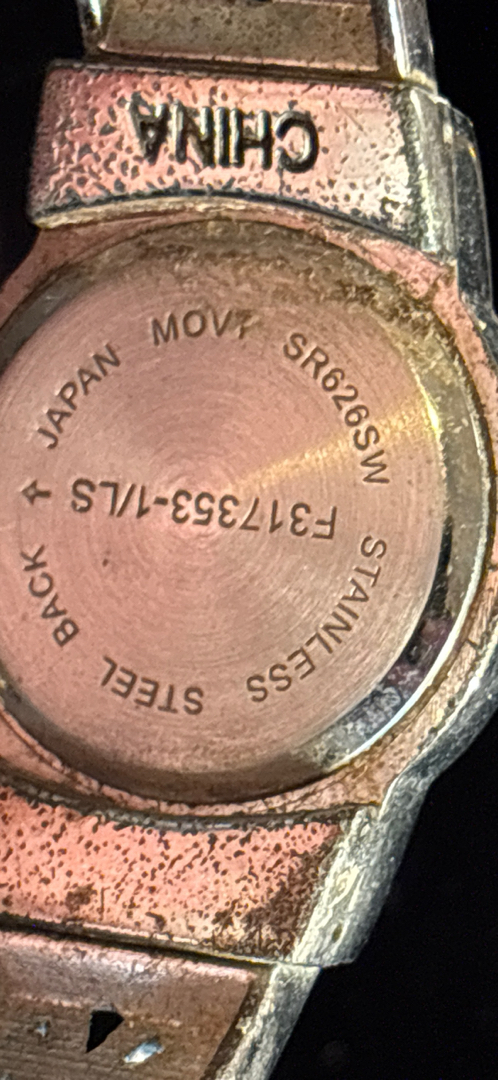 CHINA
JAPAN MOVT SR626SW
F317353-1/LS
STAINLESS STEEL BACK